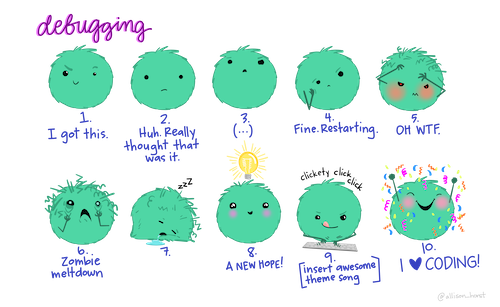 debugging
1.
I got this.
2.
Huh. Really
thought that
was it.
3.
(...)
4.
Fine. Restarting.
5.
OH WTF.
6.
Zombie
meltdown
zzZ
7.
8.
A NEW HOPE!
clickety click click
9.
[insert awesome
theme song]
10.
I ♥ CODING!
@allison_horst